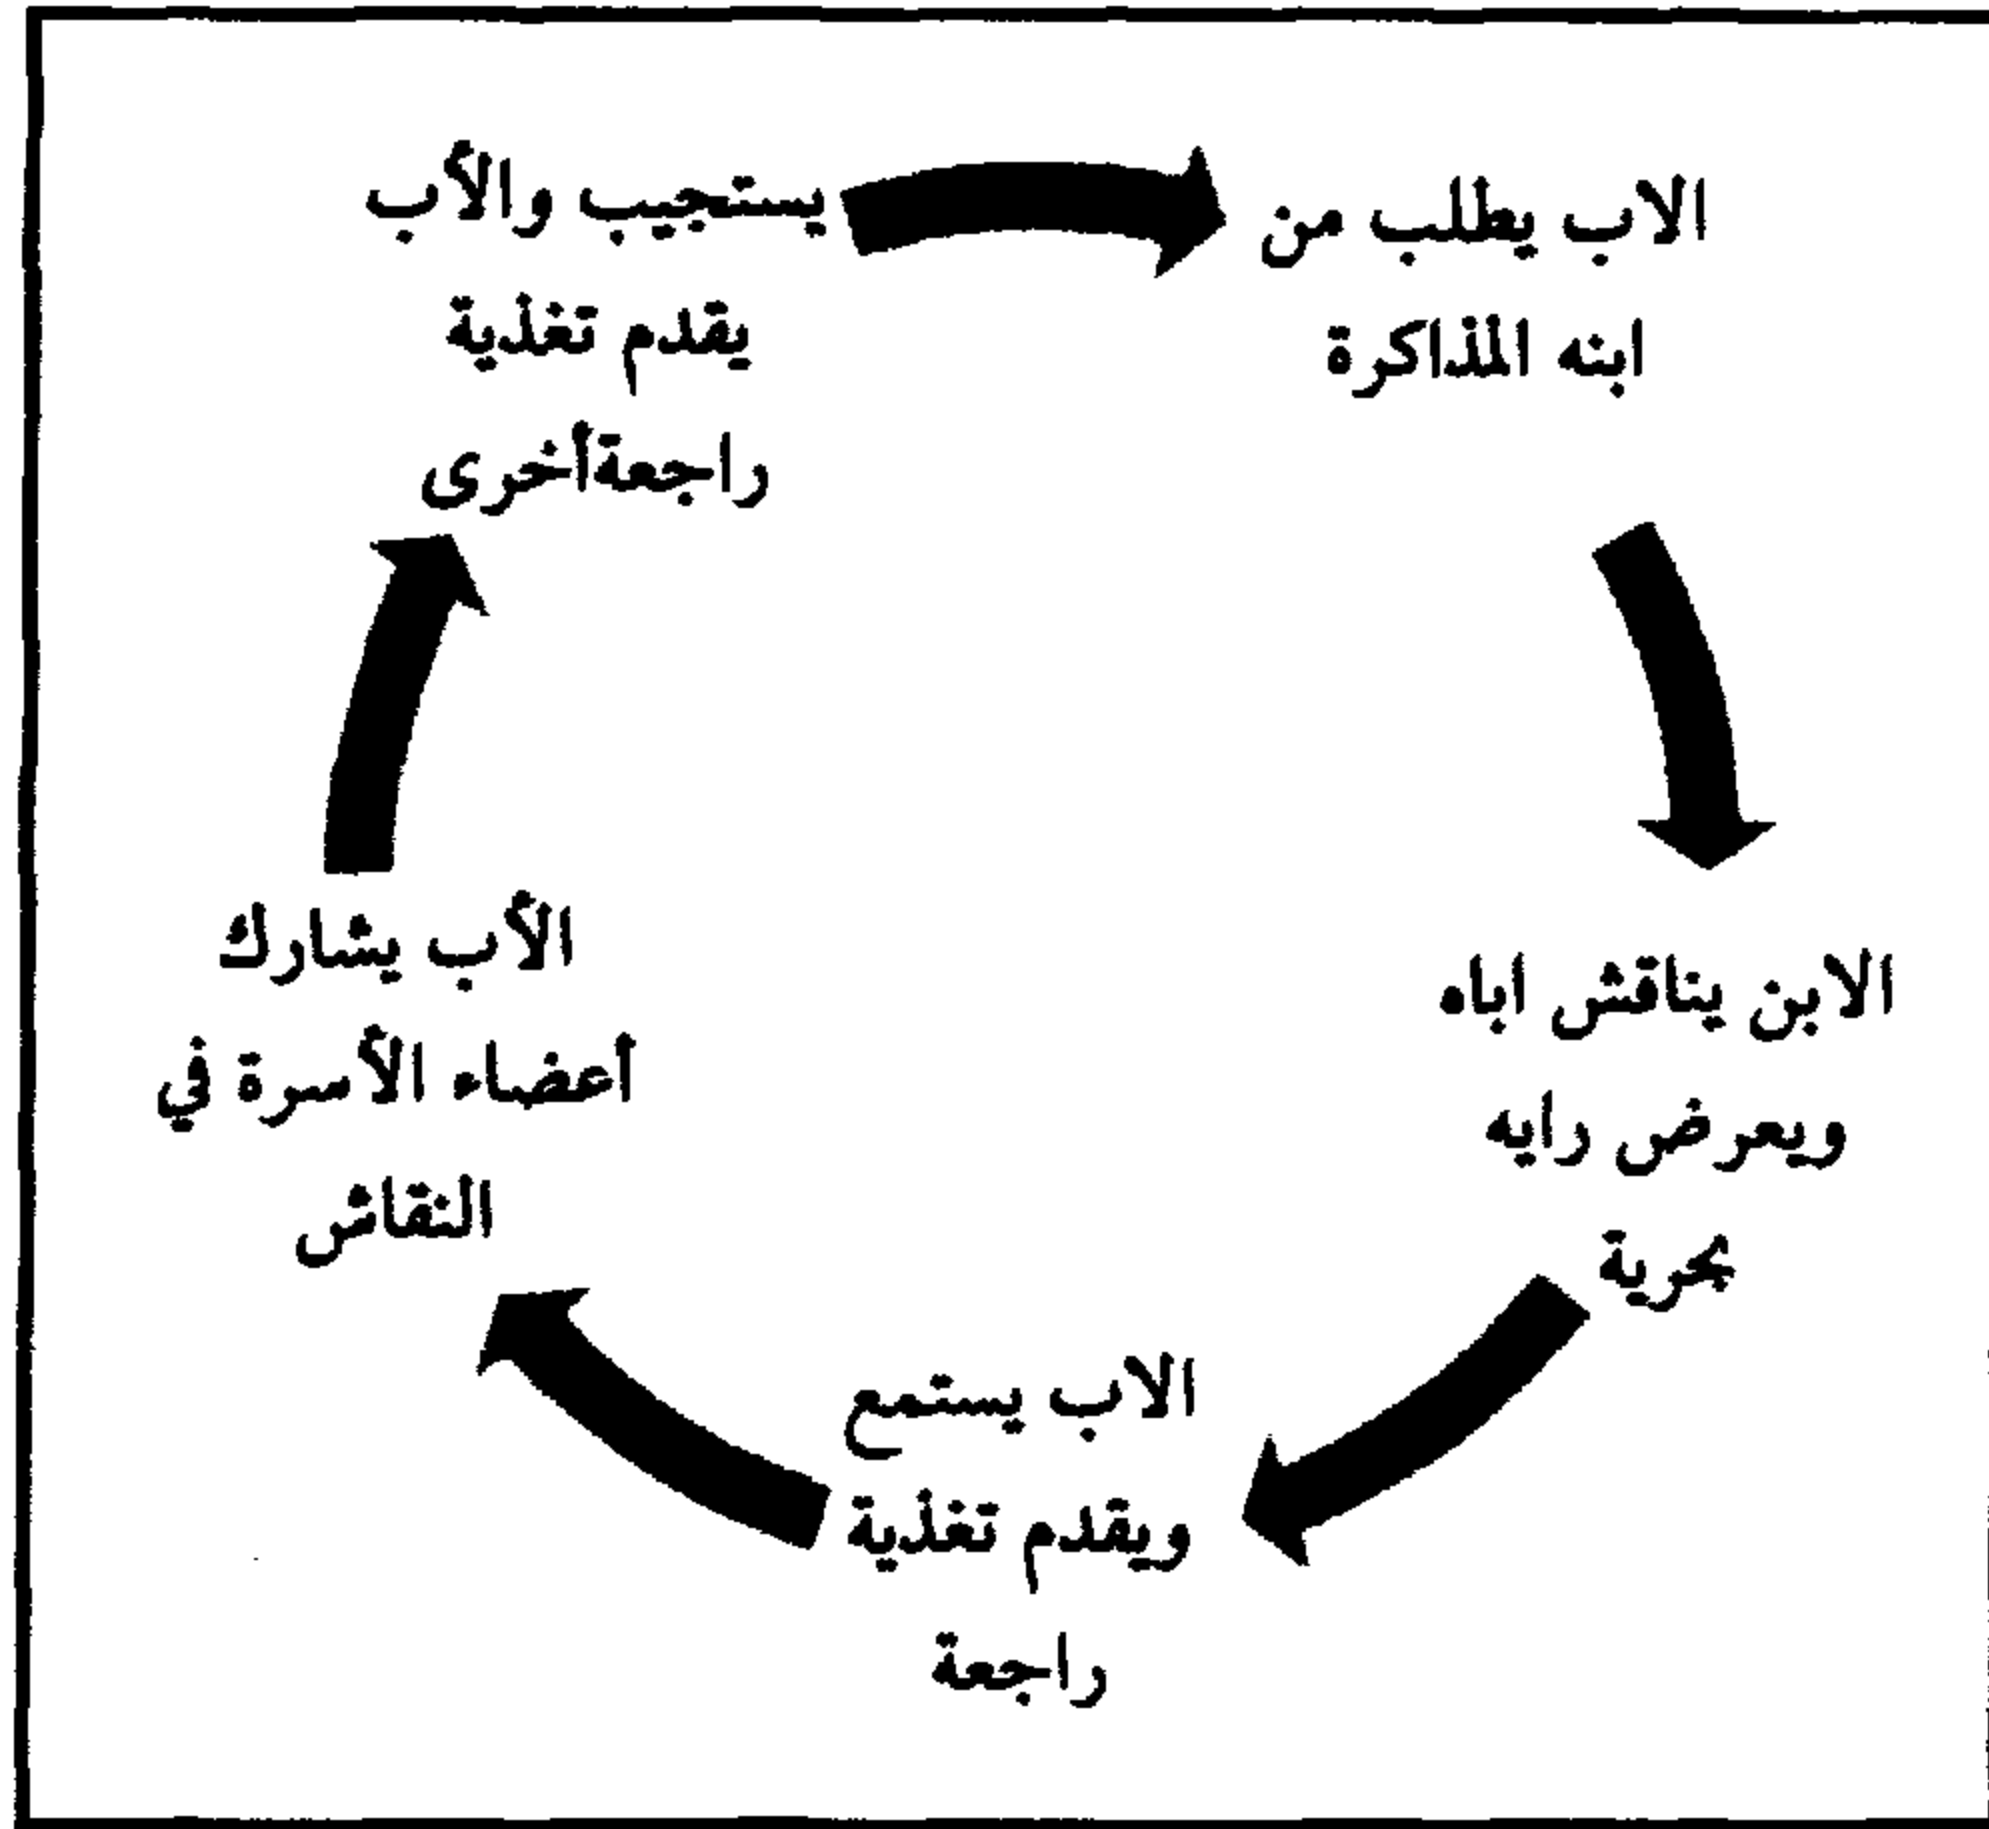 الاب يطلب من
ابنه المذاكرة
الابن يناقش اباه
ويعرض رايه
بحرية
الاب يستمع
ويقدم تغذية
راجعة
الأب يشارك
أعضاء الأسرة في
النقاش
يستجيب والأب
يقدم تغذية
راجعةأخرى